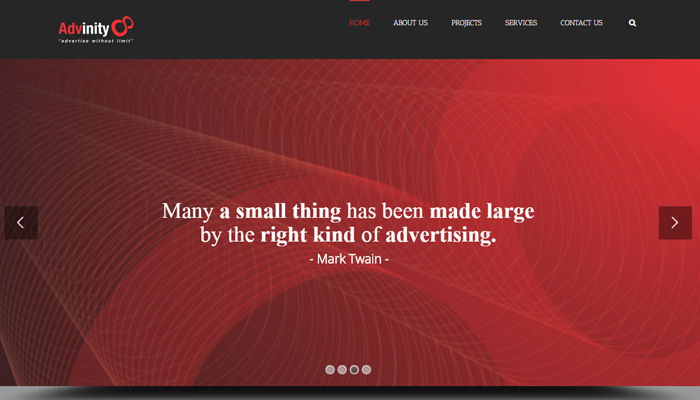 Advinity
"advertise without limit"
HOME ABOUT US PROJECTS SERVICES CONTACT US
Many a small thing has been made large
by the right kind of advertising.
- Mark Twain -